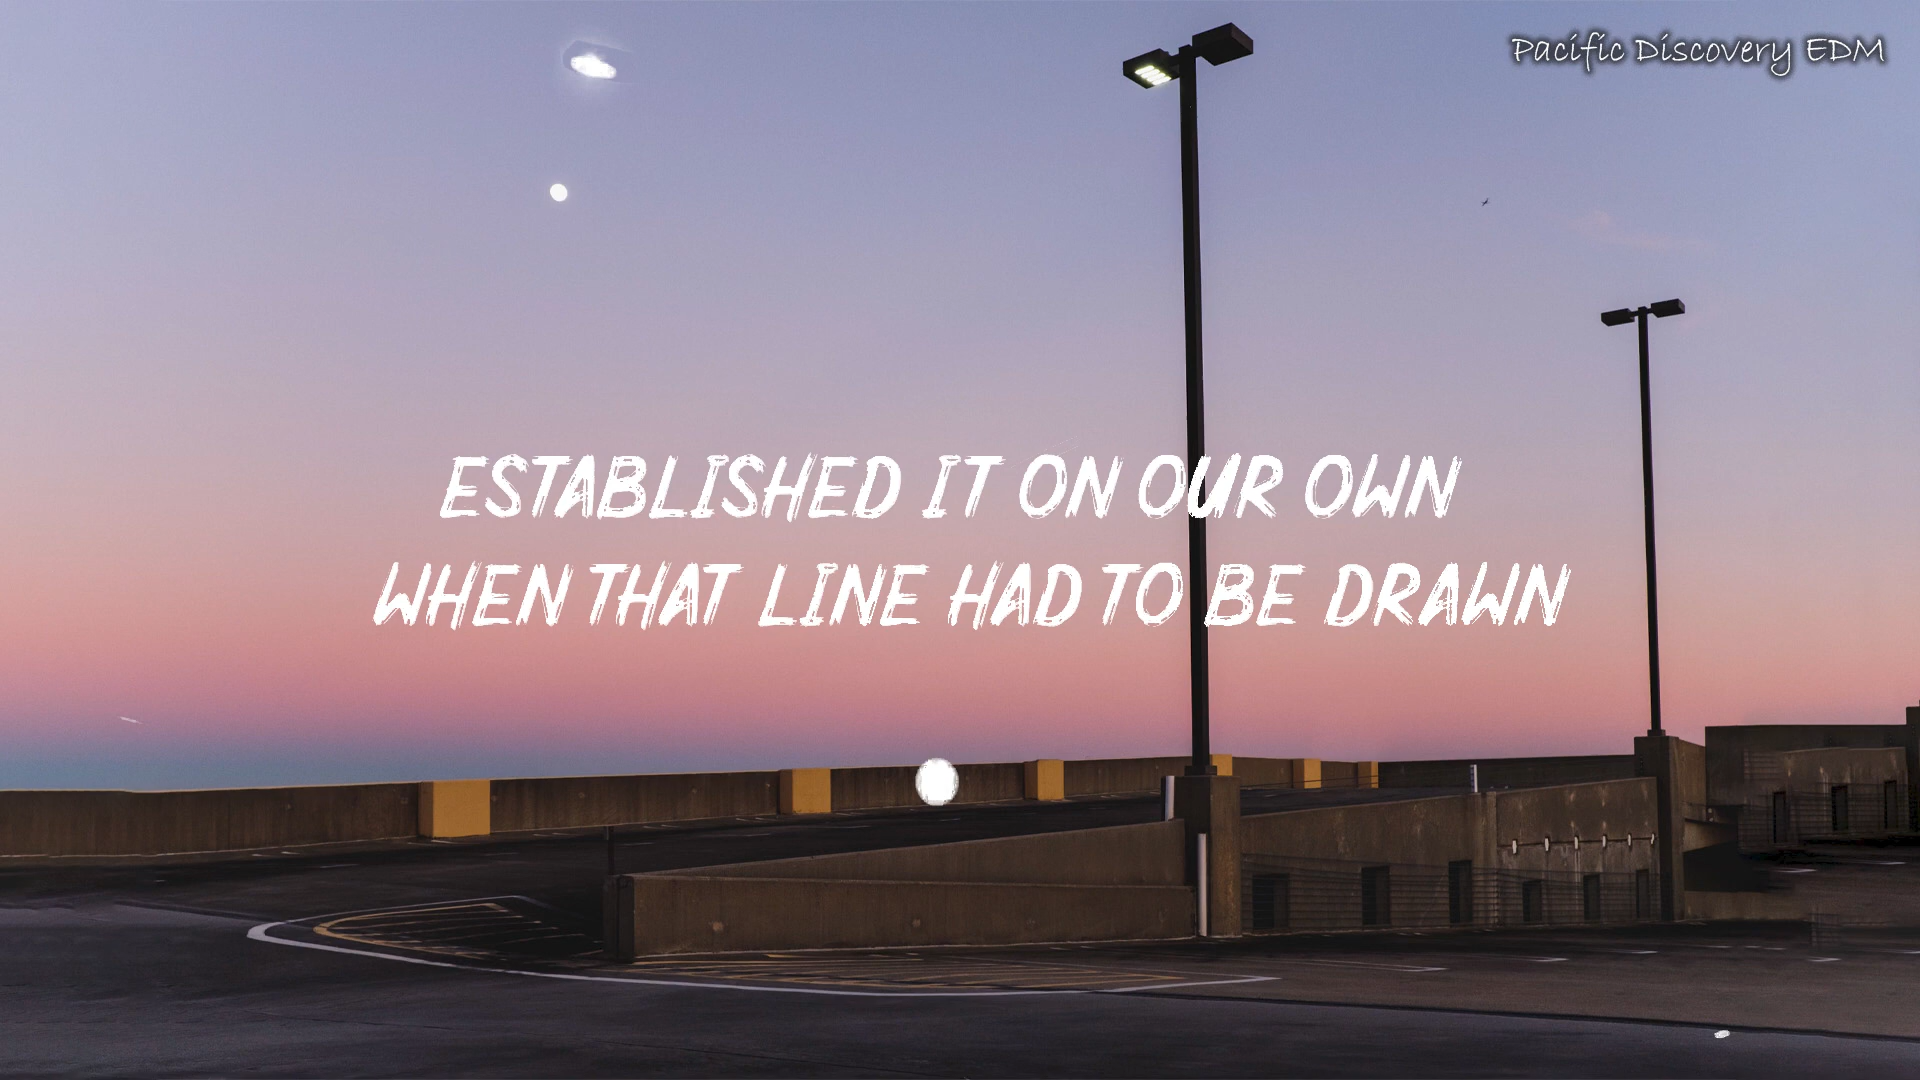 Pacific Discovery EDM
ESTABLISHED IT ON OUR OWN
WHEN THAT LINE HAD TO BE DRAWN